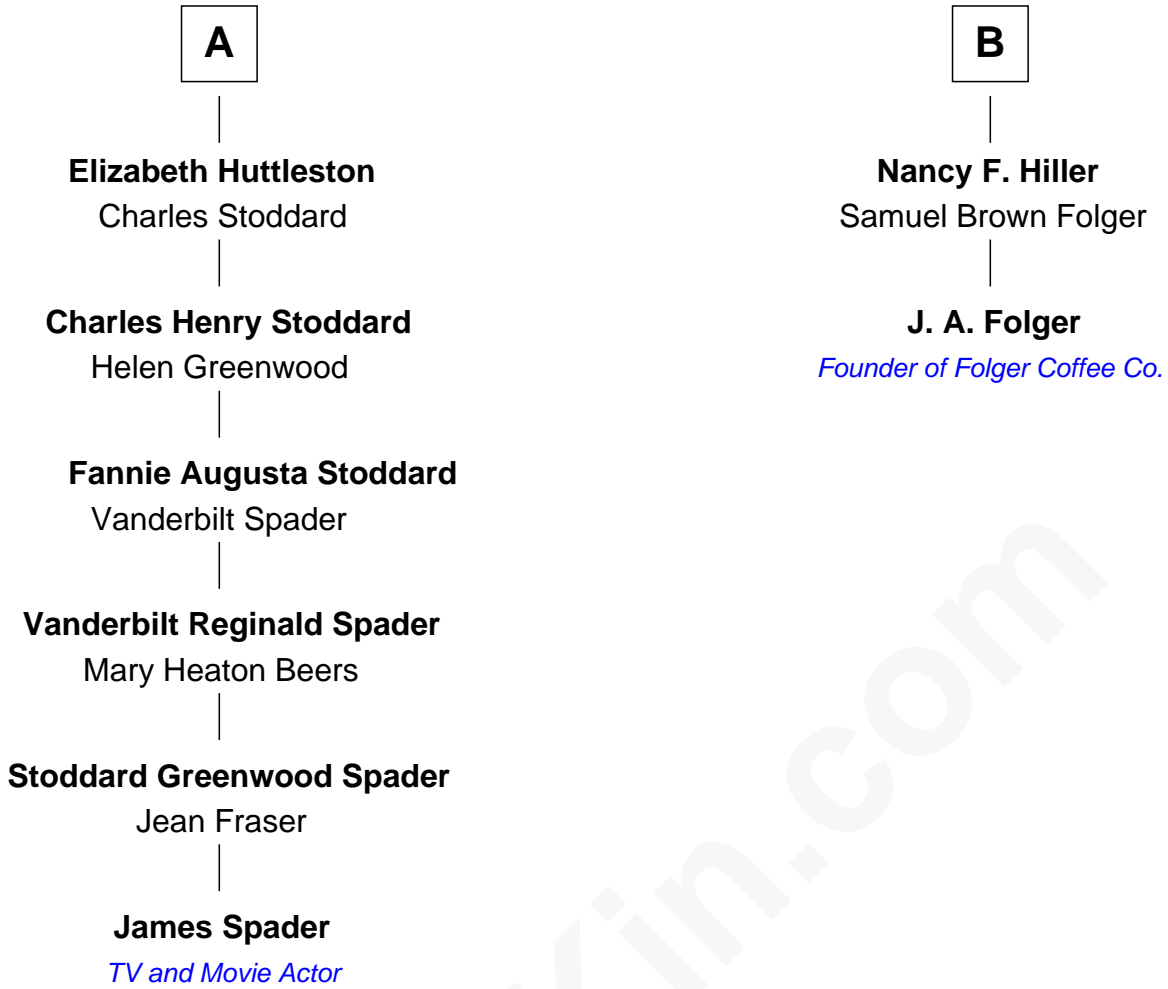 A
Elizabeth Huttleston
Charles Stoddard
Charles Henry Stoddard
Helen Greenwood
Fannie Augusta Stoddard
Vanderbilt Spader
Vanderbilt Reginald Spader
Mary Heaton Beers
Stoddard Greenwood Spader
Jean Fraser
James Spader
TV and Movie Actor
B
Nancy F. Hiller
Samuel Brown Folger
J. A. Folger
Founder of Folger Coffee Co.
Kin.com